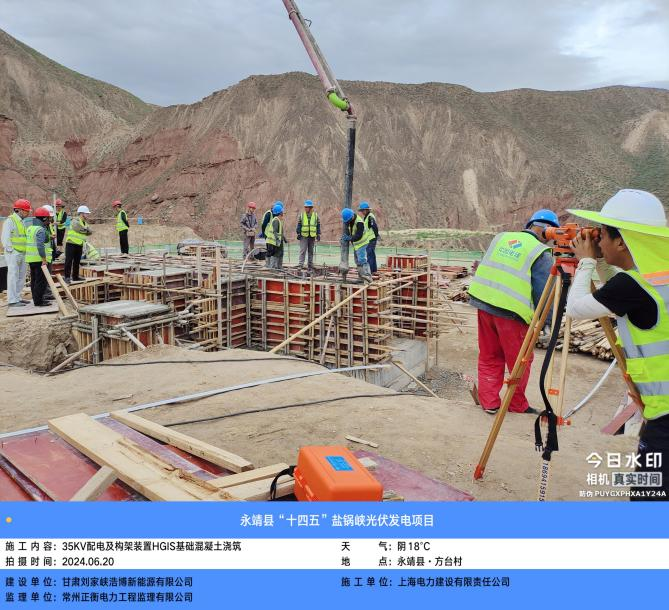 今日水印
相机 真实时间
防伪 PUYGXPHXA11Y24A
永靖县“十四五”盐锅峡光伏发电项目
施工内容：35KV配电及构架装置HGIS基础混凝土浇筑
天 气：阴18℃
拍摄时间：2024.06.20
地 点：永靖县·方台村
建设单位：甘肃刘家峡浩博新能源有限公司
施工单位：上海电力建设有限责任公司
监理单位：常州正衡电力工程监理有限公司